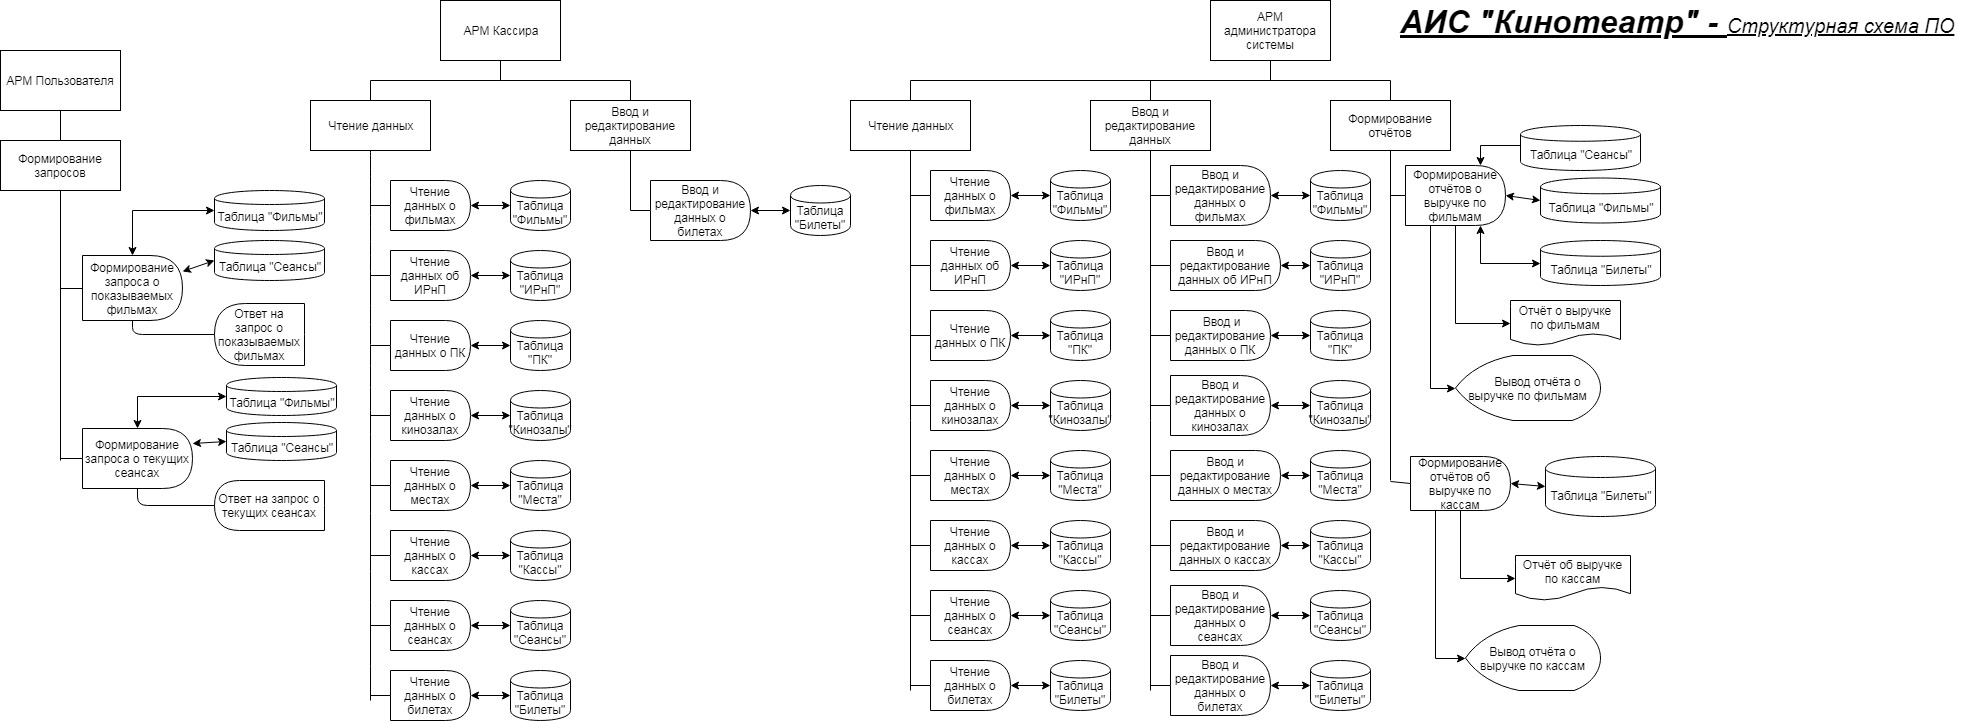 АИС "Кинотеатр" - Структурная схема ПО
АРМ Пользователя
Формирование
запросов
Таблица "Фильмы"
Таблица "Сеансы"
Формирование
запроса о
показываемых
фильмах
Ответ на
запрос о
показываемых
фильмах
Таблица "Фильмы"
Таблица "Сеансы"
Формирование
запроса о текущих
сеансах
Ответ на запрос о
текущих сеансах
АРМ Кассира
Чтение данных
Чтение
данных о
фильмах
Таблица
"Фильмы"
Чтение
данных об
ИРнП
Таблица
"ИРнП"
Чтение
данных о ПК
Таблица
"ПК"
Чтение
данных о
кинозалах
Таблица
"Кинозалы"
Чтение
данных о
местах
Таблица
"Места"
Чтение
данных о
кассах
Таблица
"Кассы"
Чтение
данных о
сеансах
Таблица
"Сеансы"
Чтение
данных о
билетах
Таблица
"Билеты"
Ввод и
редактирование
данных
Ввод и
редактирование
данных о
билетах
Таблица
"Билеты"
АРМ
администратора
системы
Чтение данных
Чтение
данных о
фильмах
Таблица
"Фильмы"
Чтение
данных об
ИРнП
Таблица
"ИРнП"
Чтение
данных о ПК
Таблица
"ПК"
Чтение
данных о
кинозалах
Таблица
"Кинозалы"
Чтение
данных о
местах
Таблица
"Места"
Чтение
данных о
кассах
Таблица
"Кассы"
Чтение
данных о
сеансах
Таблица
"Сеансы"
Чтение
данных о
билетах
Таблица
"Билеты"
Ввод и
редактирование
данных
Ввод и
редактирование
данных о
фильмах
Таблица
"Фильмы"
Ввод и
редактирование
данных об ИРнП
Таблица
"ИРнП"
Ввод и
редактирование
данных о ПК
Таблица
"ПК"
Ввод и
редактирование
данных о
кинозалах
Таблица
"Кинозалы"
Ввод и
редактирование
данных о местах
Таблица
"Места"
Ввод и
редактирование
данных о кассах
Таблица
"Кассы"
Ввод и
редактирование
данных о
сеансах
Таблица
"Сеансы"
Ввод и
редактирование
данных о
билетах
Таблица
"Билеты"
Формирование
отчётов
Таблица "Сеансы"
Формирование
отчётов о
выручке по
фильмам
Таблица "Фильмы"
Таблица "Билеты"
Отчёт о выручке
по фильмам
Вывод отчёта о
выручке по фильмам
Формирование
отчётов об
выручке по
кассам
Таблица "Билеты"
Отчёт об выручке
по кассам
Вывод отчёта о
выручке по кассам